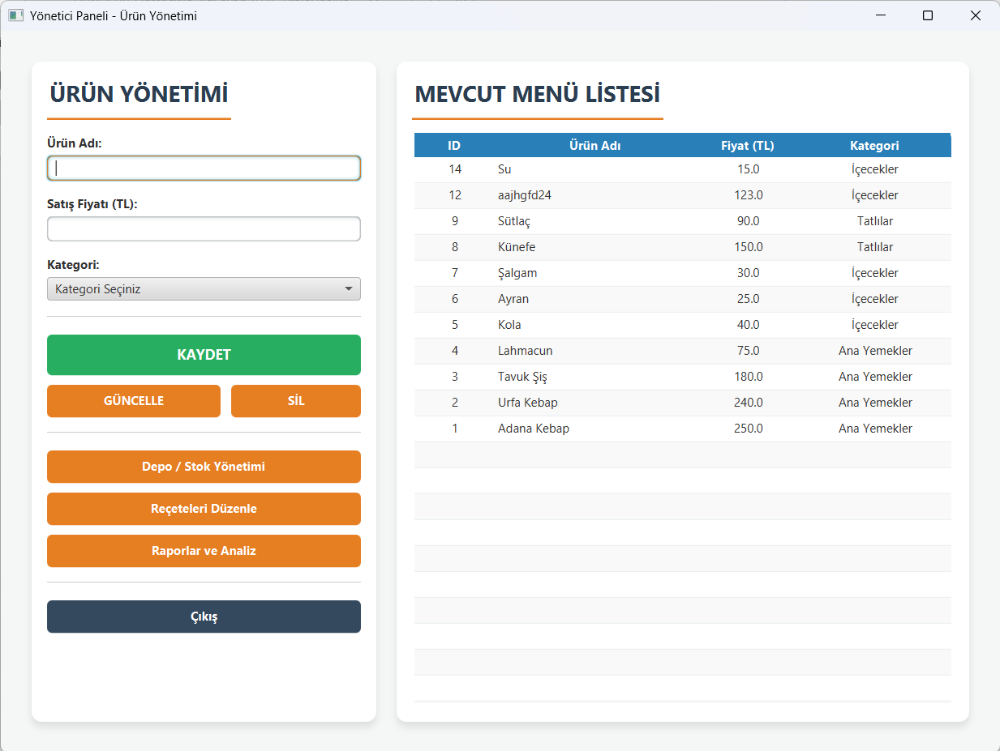 Yönetici Paneli - Ürün Yönetimi
ÜRÜN YÖNETİMİ
Ürün Adı:
Satış Fiyatı (TL):
Kategori:
Kategori Seçiniz
KAYDET
GÜNCELLE SİL
Depo / Stok Yönetimi
Reçeteleri Düzenle
Raporlar ve Analiz
Çıkış
MEVCUT MENÜ LİSTESİ
ID Ürün Adı Fiyat (TL) Kategori
14 Su 15.0 İçecekler
12 aajhgfd24 123.0 İçecekler
9 Sütlaç 90.0 Tatlılar
8 Künefe 150.0 Tatlılar
7 Şalgam 30.0 İçecekler
6 Ayran 25.0 İçecekler
5 Kola 40.0 İçecekler
4 Lahmacun 75.0 Ana Yemekler
3 Tavuk Şiş 180.0 Ana Yemekler
2 Urfa Kebap 240.0 Ana Yemekler
1 Adana Kebap 250.0 Ana Yemekler